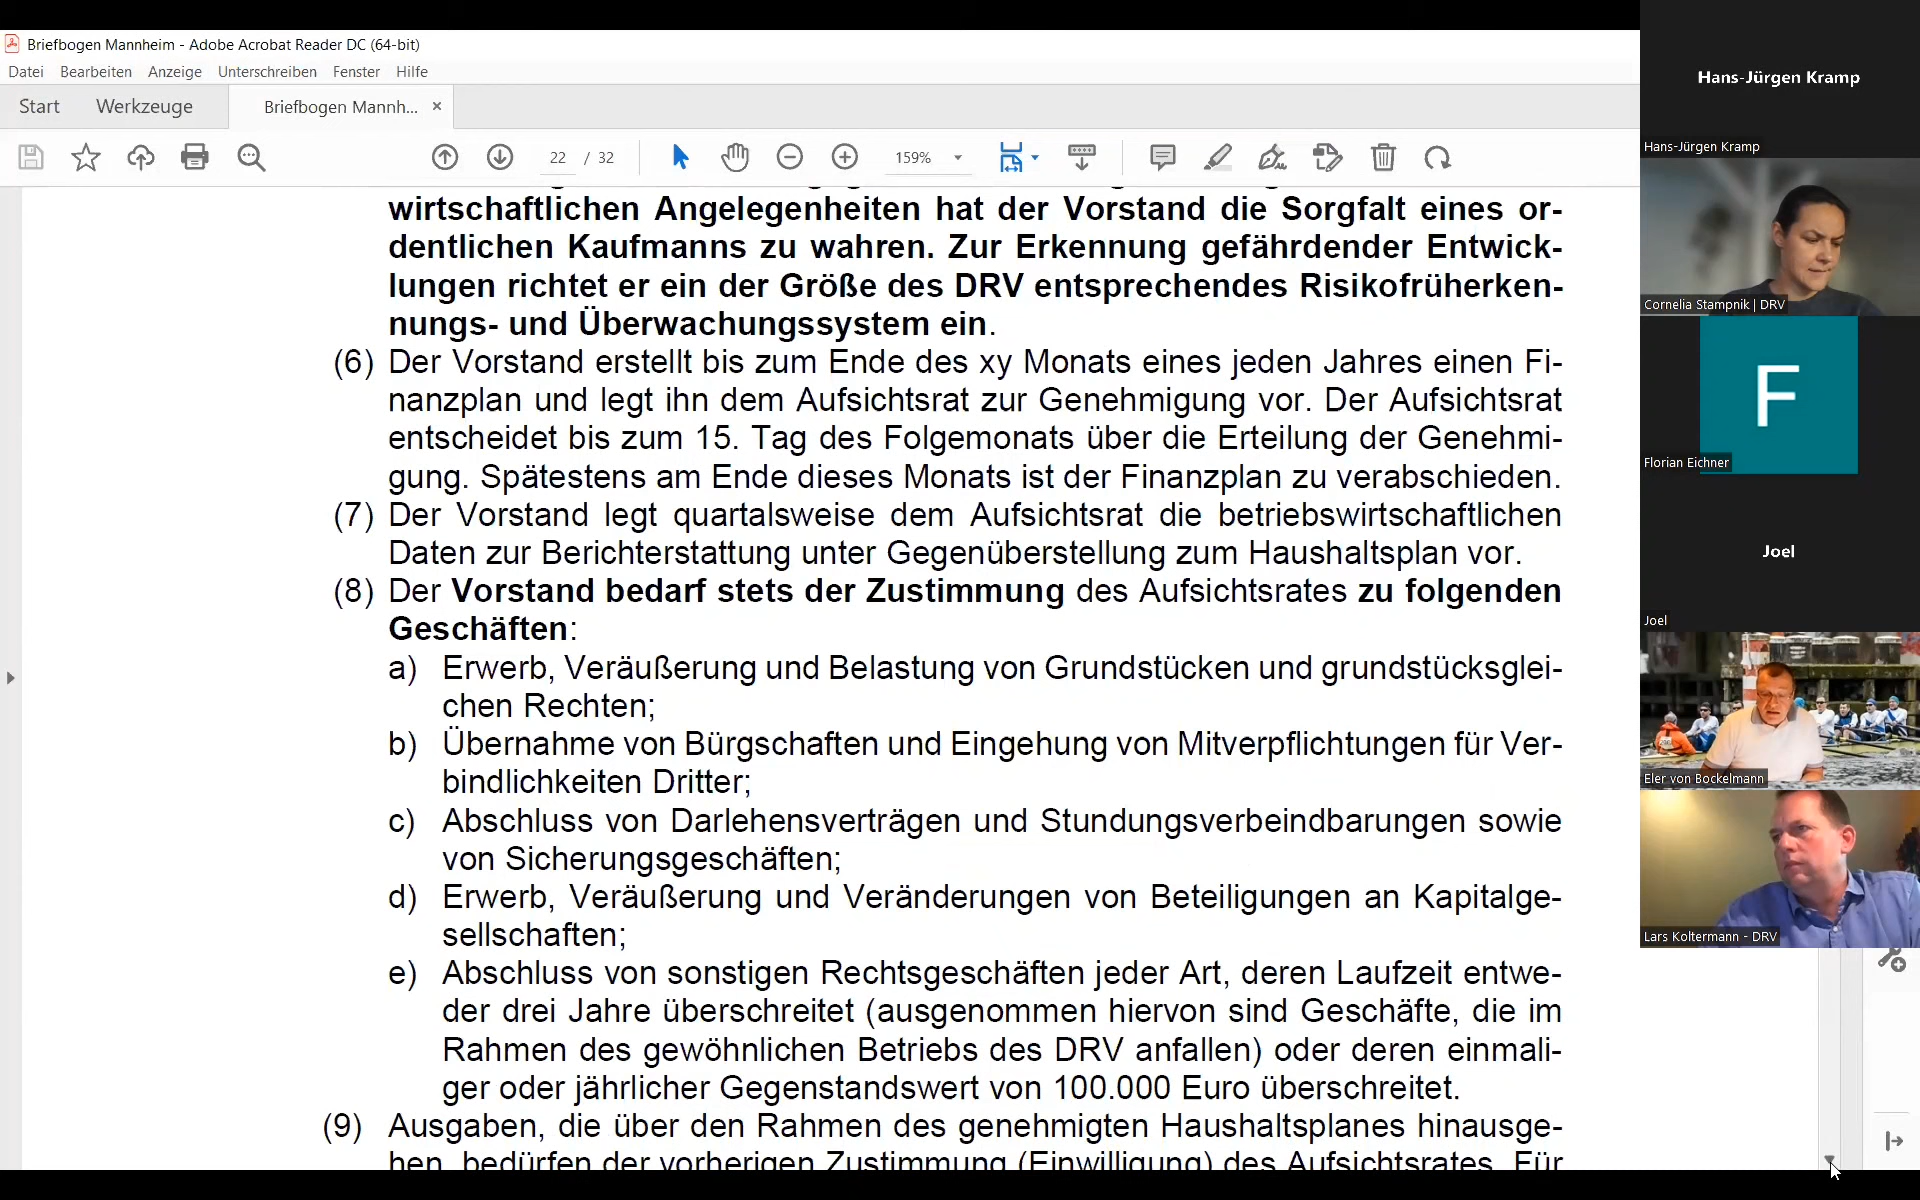 Briefbogen Mannheim - Adobe Acrobat Reader DC (64-bit)
Datei Bearbeiten Anzeige Unterschreiben Fenster Hilfe
Start Werkzeuge Briefbogen Mannh... ×
22 / 32 159%
wirtschaftlichen Angelegenheiten hat der Vorstand die Sorgfalt eines or-
dentlichen Kaufmanns zu wahren. Zur Erkennung gefährdender Entwick-
lungen richtet er ein der Größe des DRV entsprechendes Risikofrüherken-
nungs- und Überwachungssystem ein.
(6) Der Vorstand erstellt bis zum Ende des xy Monats eines jeden Jahres einen Fi-
nanzplan und legt ihn dem Aufsichtsrat zur Genehmigung vor. Der Aufsichtsrat
entscheidet bis zum 15. Tag des Folgemonats über die Erteilung der Genehmi-
gung. Spätestens am Ende dieses Monats ist der Finanzplan zu verabschieden.
(7) Der Vorstand legt quartalsweise dem Aufsichtsrat die betriebswirtschaftlichen
Daten zur Berichterstattung unter Gegenüberstellung zum Haushaltsplan vor.
(8) Der Vorstand bedarf stets der Zustimmung des Aufsichtsrates zu folgenden
Geschäften:
a) Erwerb, Veräußerung und Belastung von Grundstücken und grundstücksglei-
chen Rechten;
b) Übernahme von Bürgschaften und Eingehung von Mitverpflichtungen für Ver-
bindlichkeiten Dritter;
c) Abschluss von Darlehensverträgen und Stundungsverbeindbarungen sowie
von Sicherungsgeschäften;
d) Erwerb, Veräußerung und Veränderungen von Beteiligungen an Kapitalge-
sellschaften;
e) Abschluss von sonstigen Rechtsgeschäften jeder Art, deren Laufzeit entwe-
der drei Jahre überschreitet (ausgenommen hiervon sind Geschäfte, die im
Rahmen des gewöhnlichen Betriebs des DRV anfallen) oder deren einmali-
ger oder jährlicher Gegenstandswert von 100.000 Euro überschreitet.
(9) Ausgaben, die über den Rahmen des genehmigten Haushaltsplanes hinausge-
hen, bedürfen der vorherigen Zustimmung (Einwilligung) des Aufsichtsrates. Für
Hans-Jürgen Kramp
Hans-Jürgen Kramp
Cornelia Stampnik | DRV
F
Florian Eichner
Joel
Joel
Eler von Bockelmann
Lars Koltermann - DRV